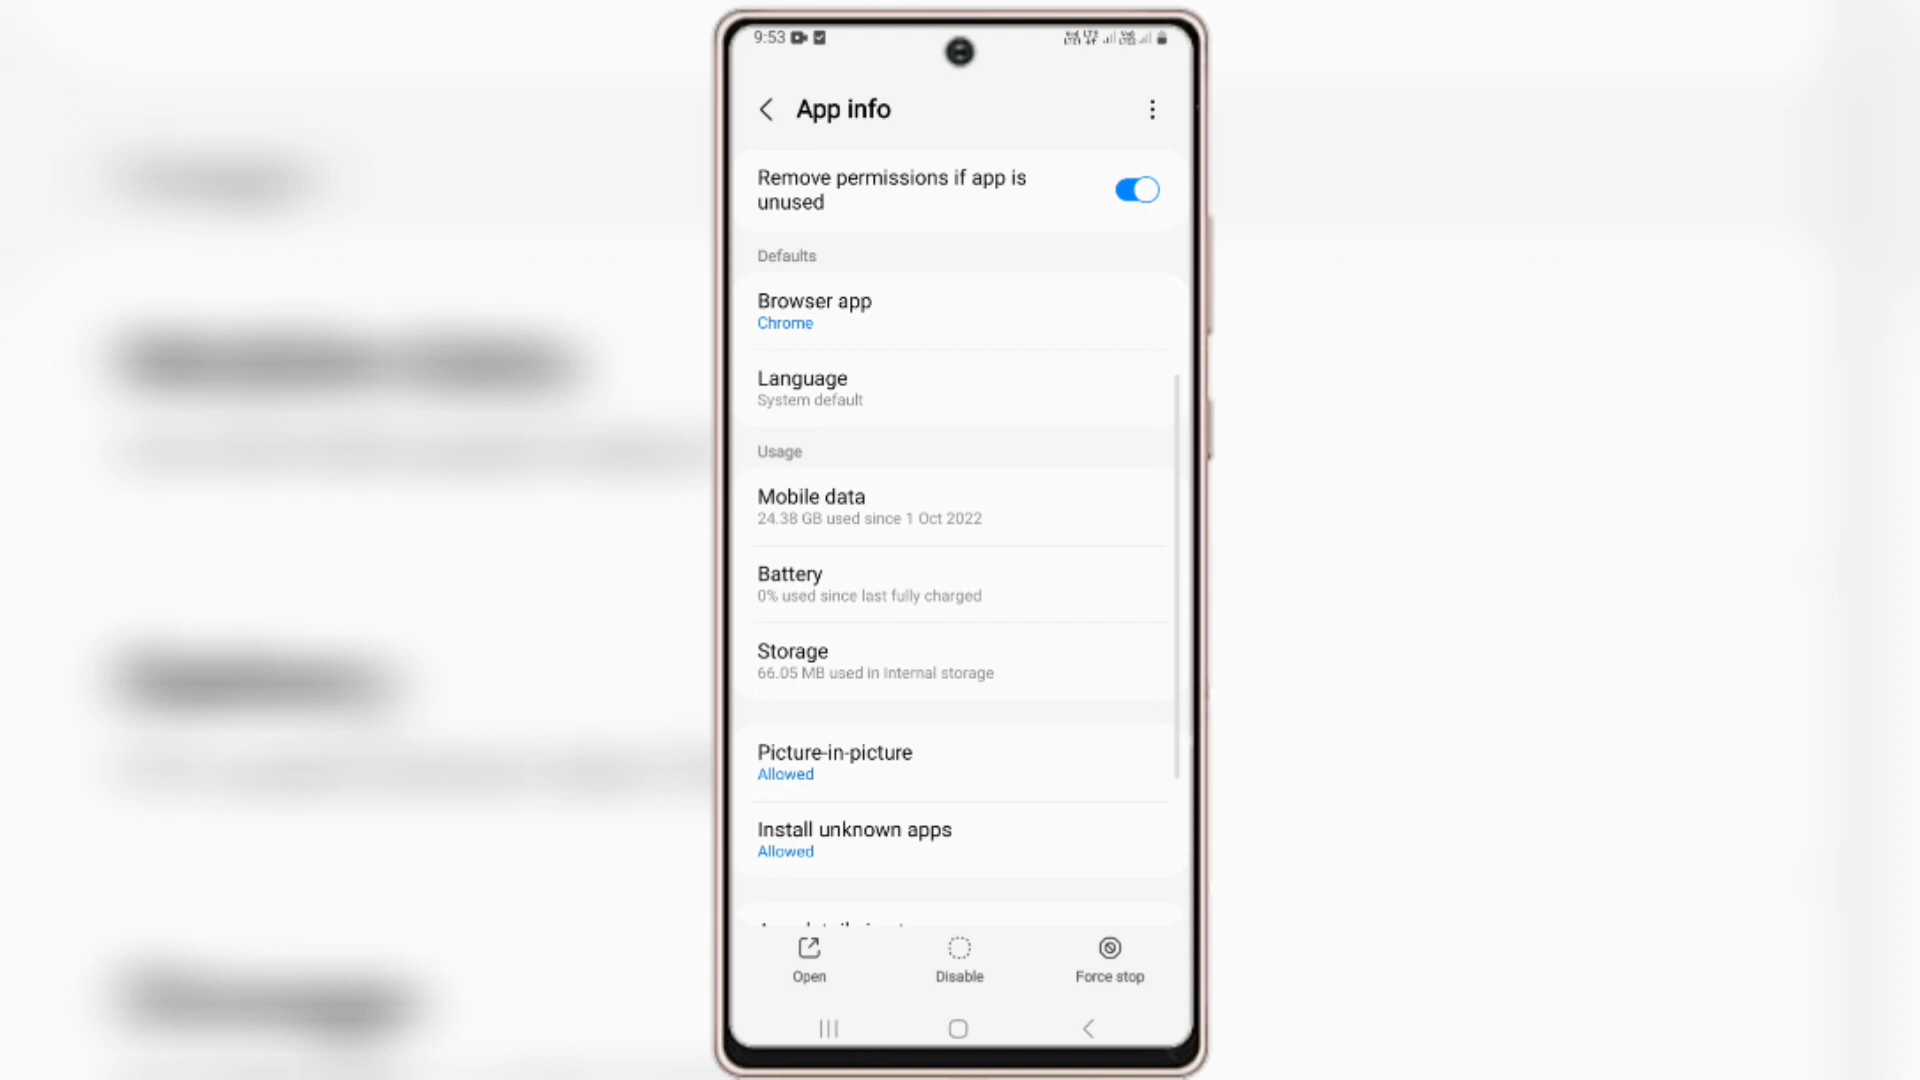 9:53
App info
Remove permissions if app is
unused
Defaults
Browser app
Chrome
Language
System default
Usage
Mobile data
24.38 GB used since 1 Oct 2022
Battery
0% used since last fully charged
Storage
66.05 MB used in Internal storage
Picture-in-picture
Allowed
Install unknown apps
Allowed
Open
Disable
Force stop